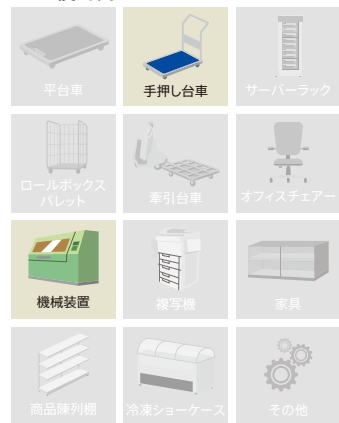 平台車
手押し台車
サーバーラック
ロールボックス
パレット
牽引台車
オフィスチェアー
機械装置
複写機
家具
商品陳列棚
冷凍ショーケース
その他